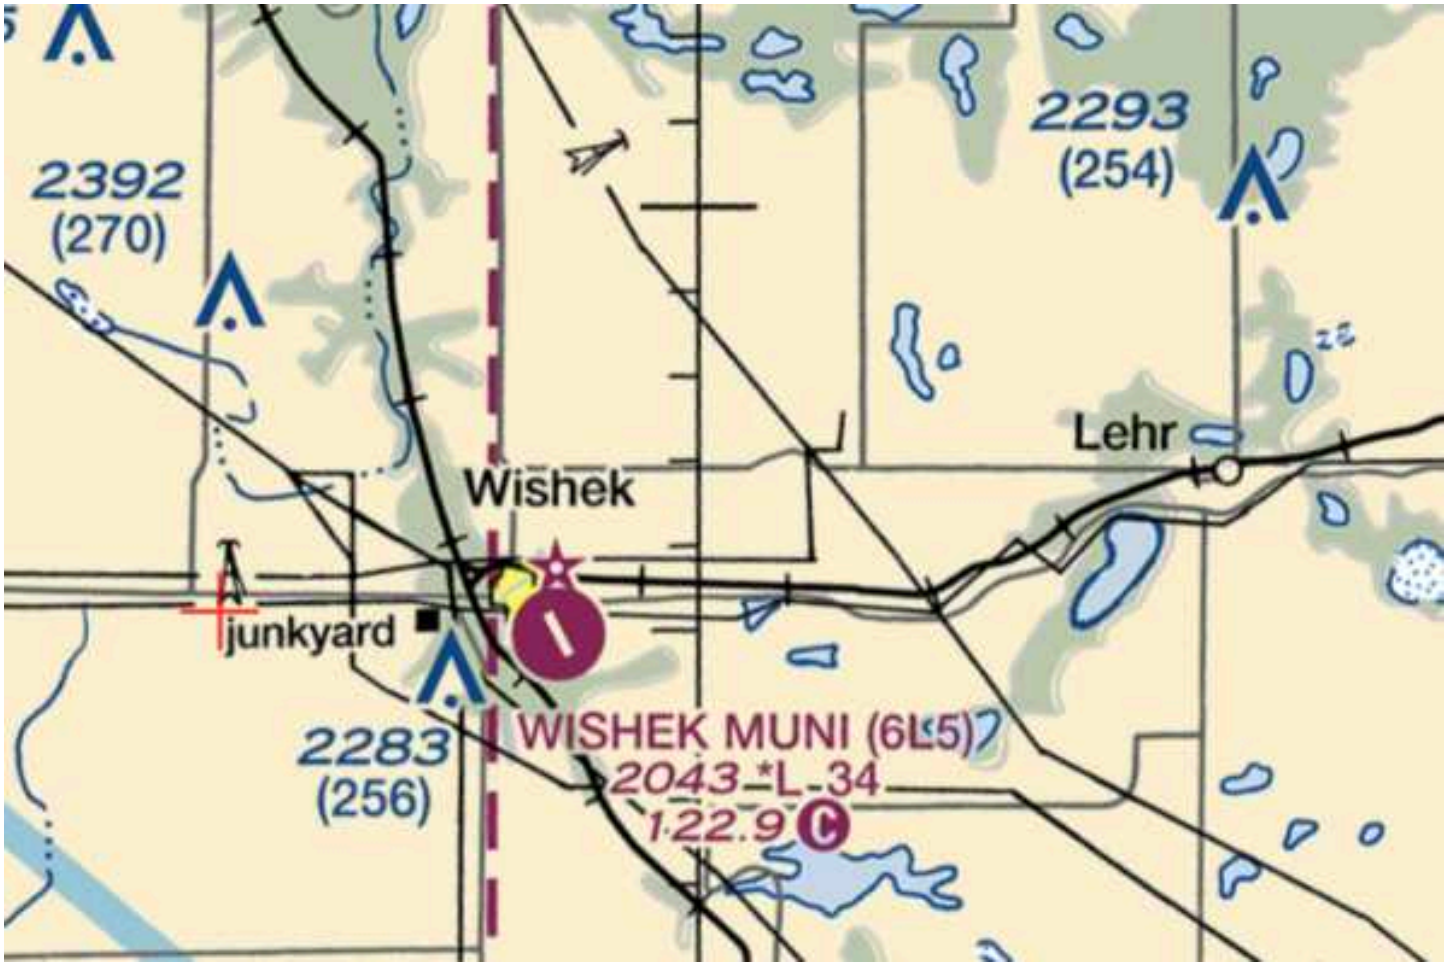 2293
(254)
2392
(270)
Lehr
Wishek
junkyard
WISHEK MUNI (6L5)
2283
(256)
2043 *L 34
122.9 C